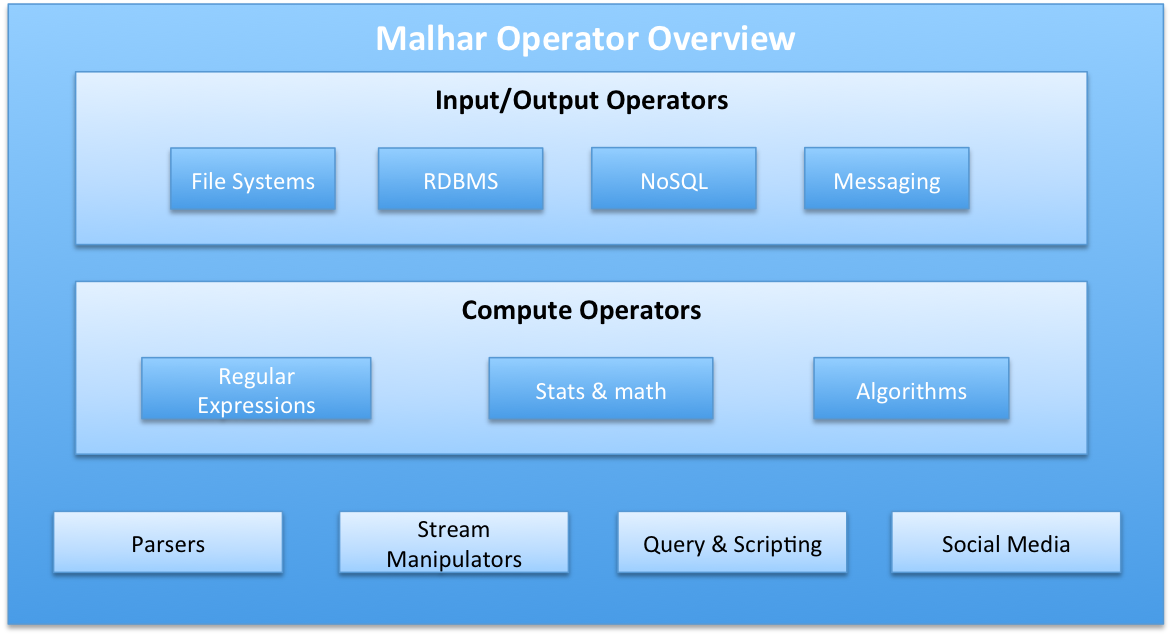 Malhar Operator Overview
Input/Output Operators
File Systems
RDBMS
NoSQL
Messaging
Compute Operators
Regular
Expressions
Stats & math
Algorithms
Parsers
Stream
Manipulators
Query & Scripting
Social Media